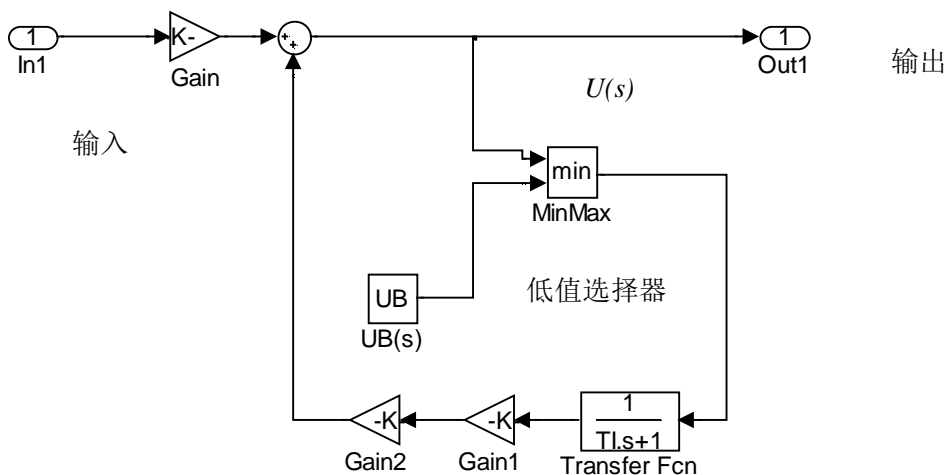 1
In1
K-
Gain
+
+
1
Out1
输出
U(s)
输入
min
MinMax
低值选择器
UB
UB(s)
-K
Gain2
-K
Gain1
1
TI.s+1
Transfer Fcn